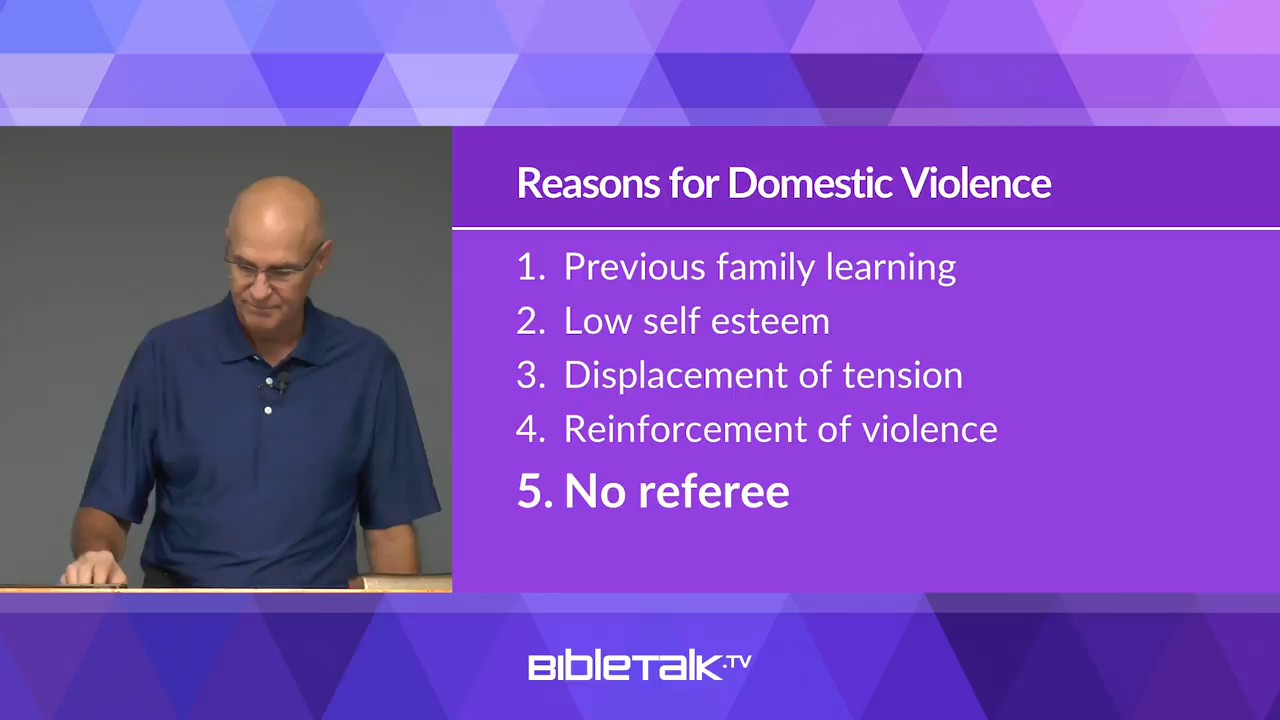 Reasons for Domestic Violence
1. Previous family learning
2. Low self esteem
3. Displacement of tension
4. Reinforcement of violence
5. No referee
BIBLETALK.TV